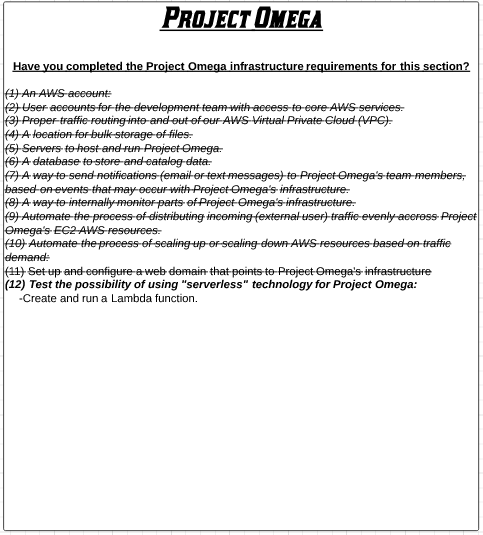 PROJECT OMEGA
Have you completed the Project Omega infrastructure requirements for this section?
(1) An AWS account:
(2) User accounts for the development team with access to core AWS services.
(3) Proper traffic routing into and out of our AWS Virtual Private Cloud (VPC).
(4) A location for bulk storage of files.
(5) Servers to host and run Project Omega.
(6) A database to store and catalog data.
(7) A way to send notifications (email or text messages) to Project Omega's team members,
based on events that may occur with Project Omega's infrastructure.
(8) A way to internally monitor parts of Project Omega's infrastructure.
(9) Automate the process of distributing incoming (external user) traffic evenly accross Project
Omega's EC2 AWS resources.
(10) Automate the process of scaling up or scaling down AWS resources based on traffic
demand:
(11) Set up and configure a web domain that points to Project Omega's infrastructure
(12) Test the possibility of using "serverless" technology for Project Omega:
-Create and run a Lambda function.